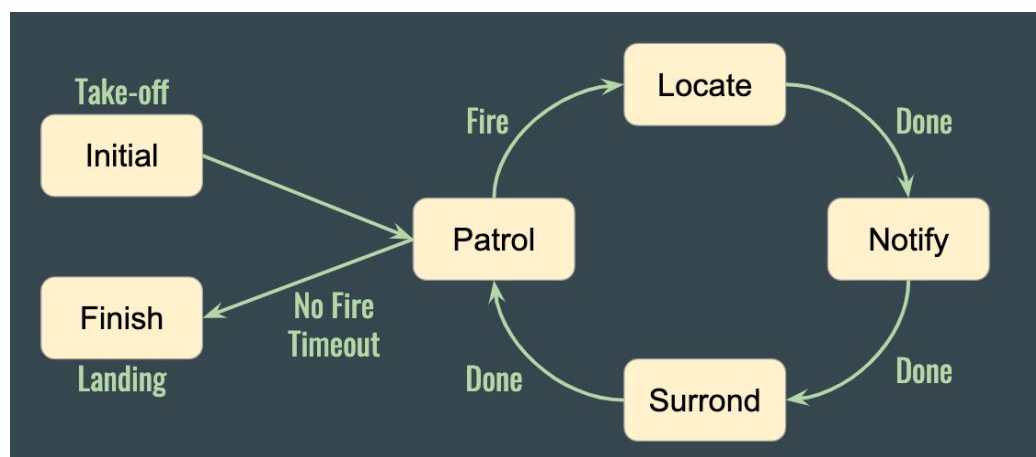 Take-off
Initial
Finish
Landing
No Fire
Timeout
Patrol
Fire
Locate
Done
Notify
Done
Surrond
Done